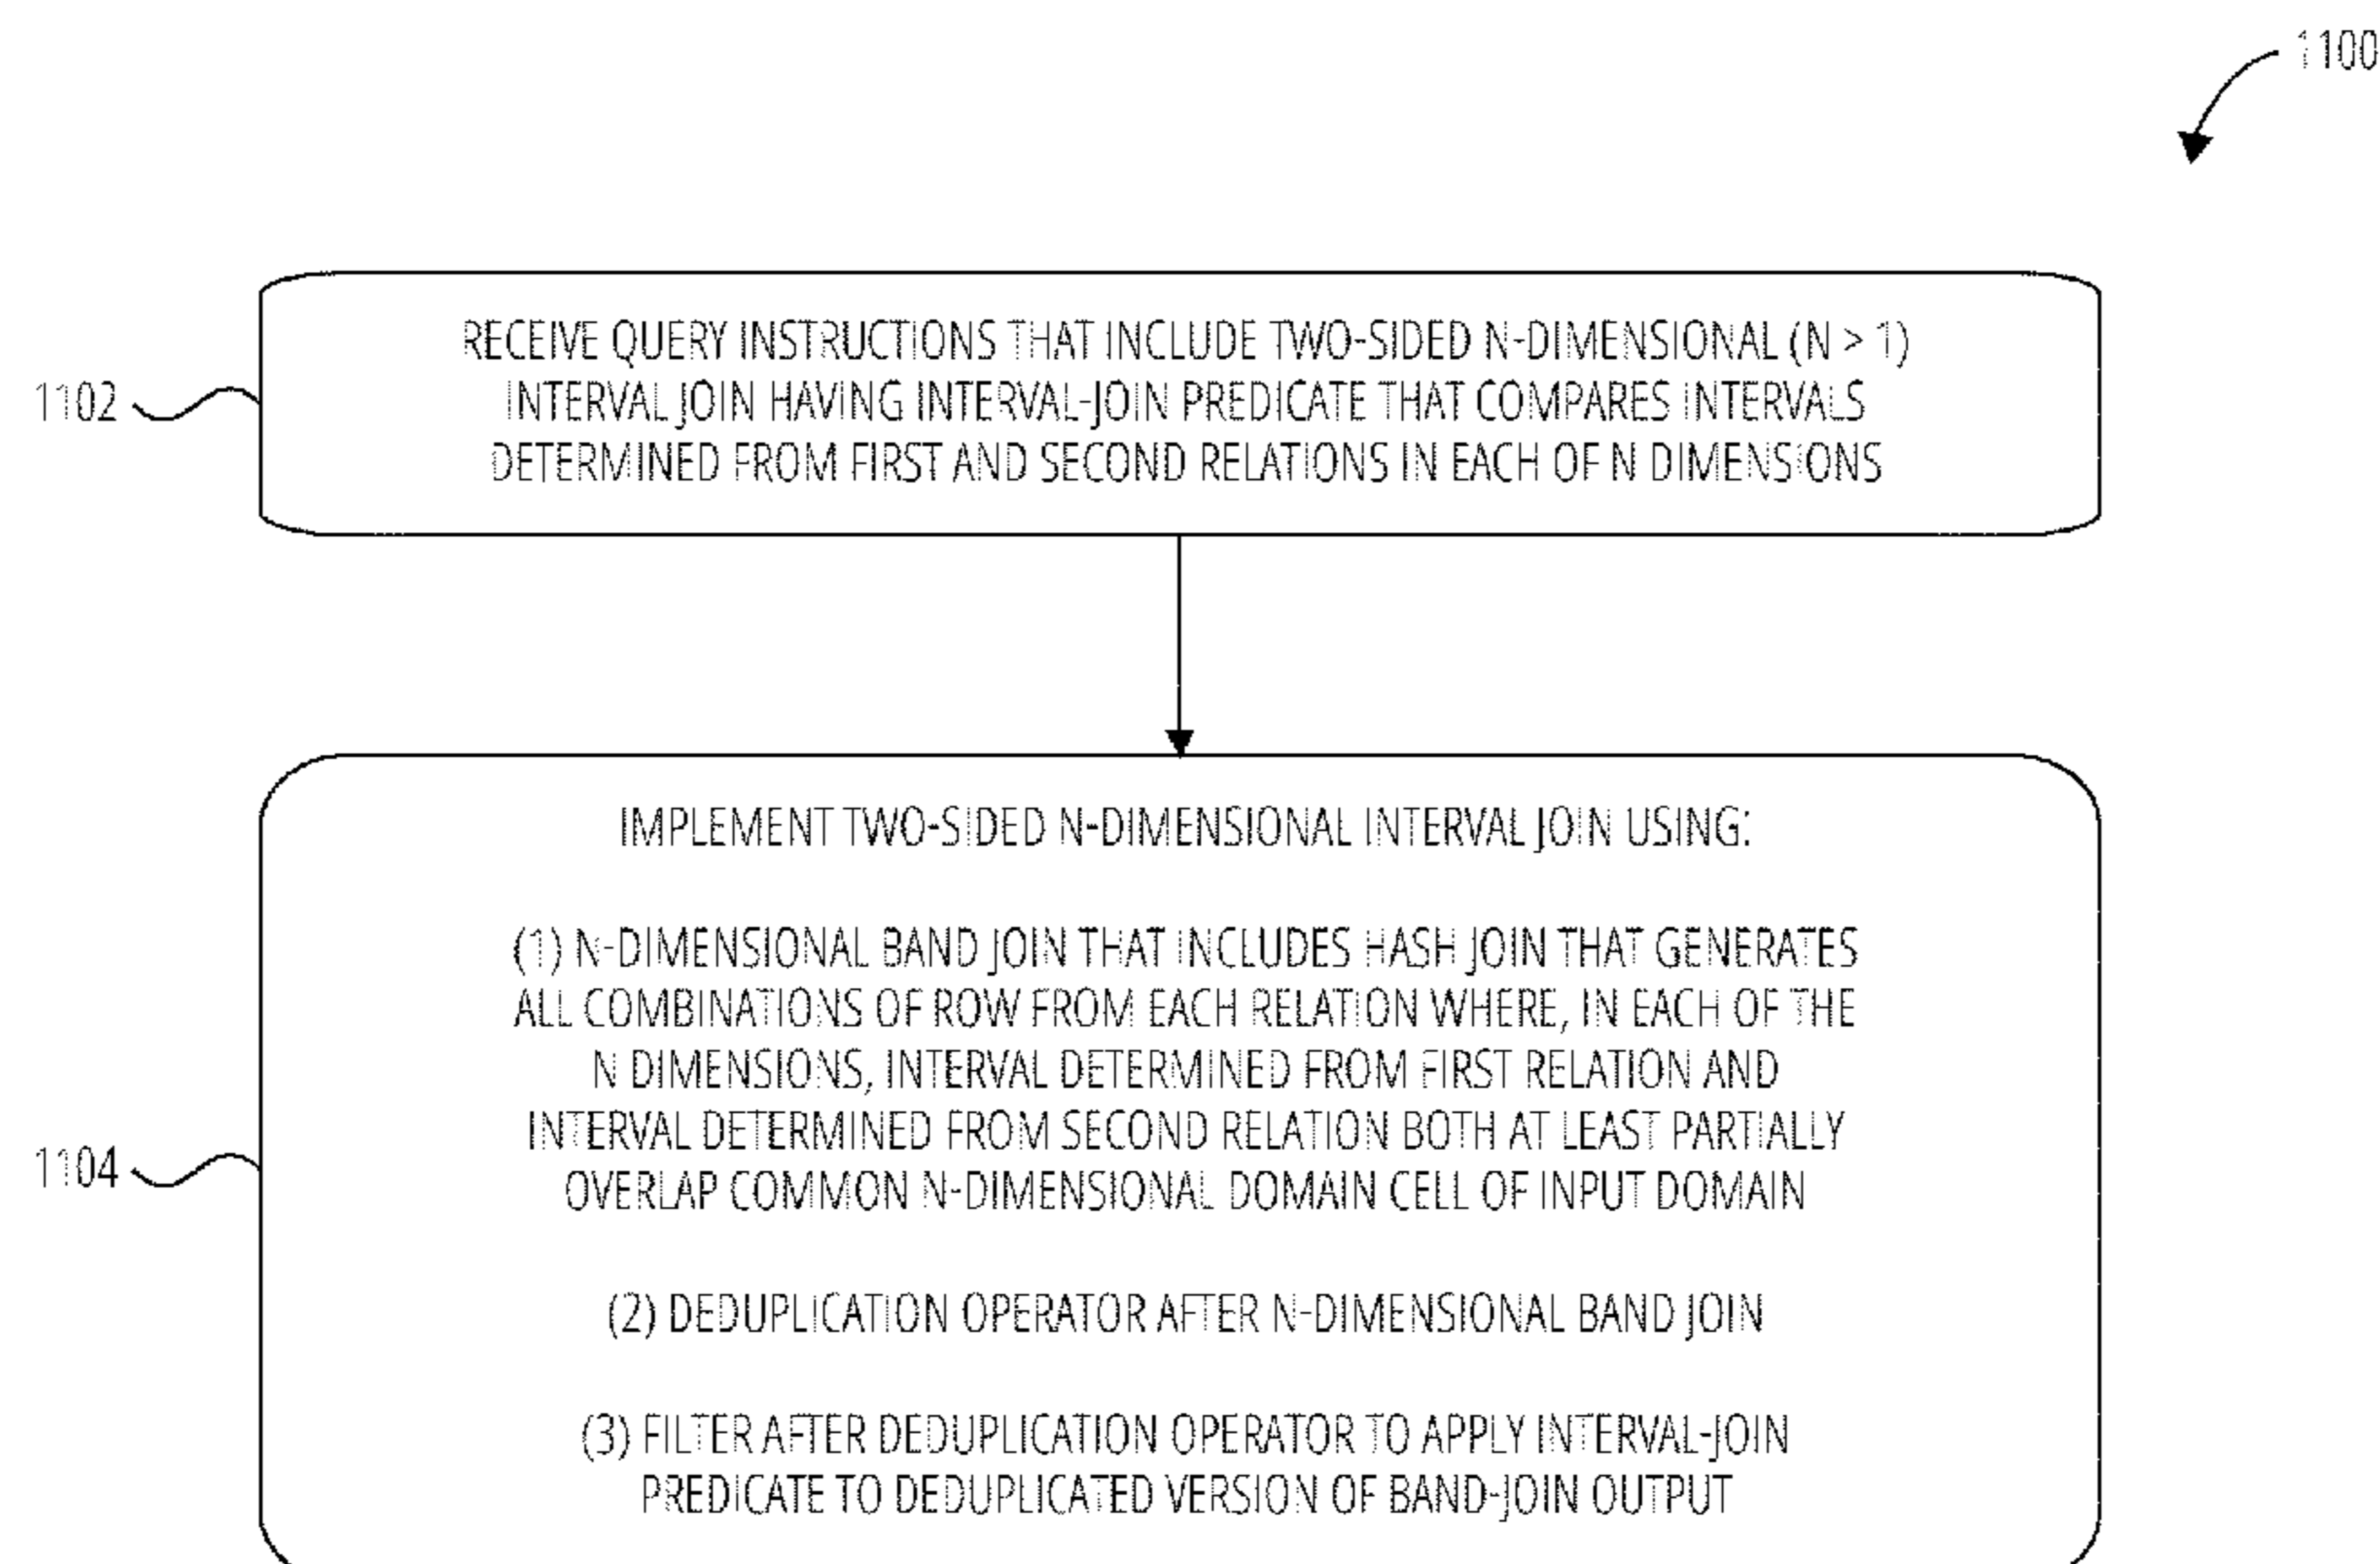 1100
RECEIVE QUERY INSTRUCTIONS THAT INCLUDE TWO-SIDED N-DIMENSIONAL (N > 1)
INTERVAL JOIN HAVING INTERVAL-JOIN PREDICATE THAT COMPARES INTERVALS
DETERMINED FROM FIRST AND SECOND RELATIONS IN EACH OF N DIMENSIONS
1102
IMPLEMENT TWO-SIDED N-DIMENSIONAL INTERVAL JOIN USING:
(1) N-DIMENSIONAL BAND JOIN THAT INCLUDES HASH JOIN THAT GENERATES
ALL COMBINATIONS OF ROW FROM EACH RELATION WHERE, IN EACH OF THE
N DIMENSIONS, INTERVAL DETERMINED FROM FIRST RELATION AND
INTERVAL DETERMINED FROM SECOND RELATION BOTH AT LEAST PARTIALLY
OVERLAP COMMON N-DIMENSIONAL DOMAIN CELL OF INPUT DOMAIN
1104
(2) DEDUPLICATION OPERATOR AFTER N-DIMENSIONAL BAND JOIN
(3) FILTER AFTER DEDUPLICATION OPERATOR TO APPLY INTERVAL-JOIN
PREDICATE TO DEDUPLICATED VERSION OF BAND-JOIN OUTPUT